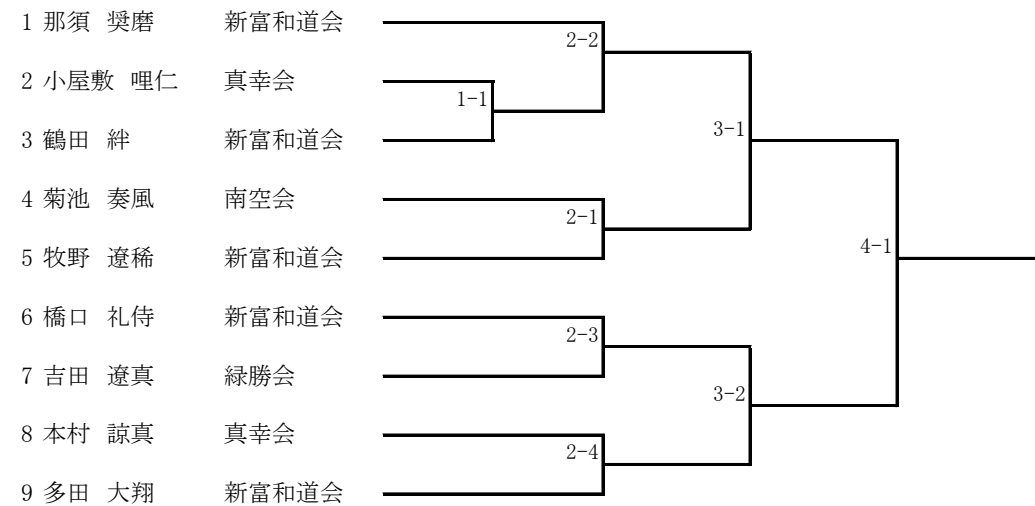 1 那須 奨磨 新富和道会
2-2
2 小屋敷 哩仁 真幸会
1-1
3 鶴田 絆 新富和道会
3-1
4 菊池 奏風 南空会
2-1
5 牧野 遼稀 新富和道会
4-1
6 橋口 礼侍 新富和道会
2-3
7 吉田 遼真 緑勝会
3-2
8 本村 諒真 真幸会
2-4
9 多田 大翔 新富和道会